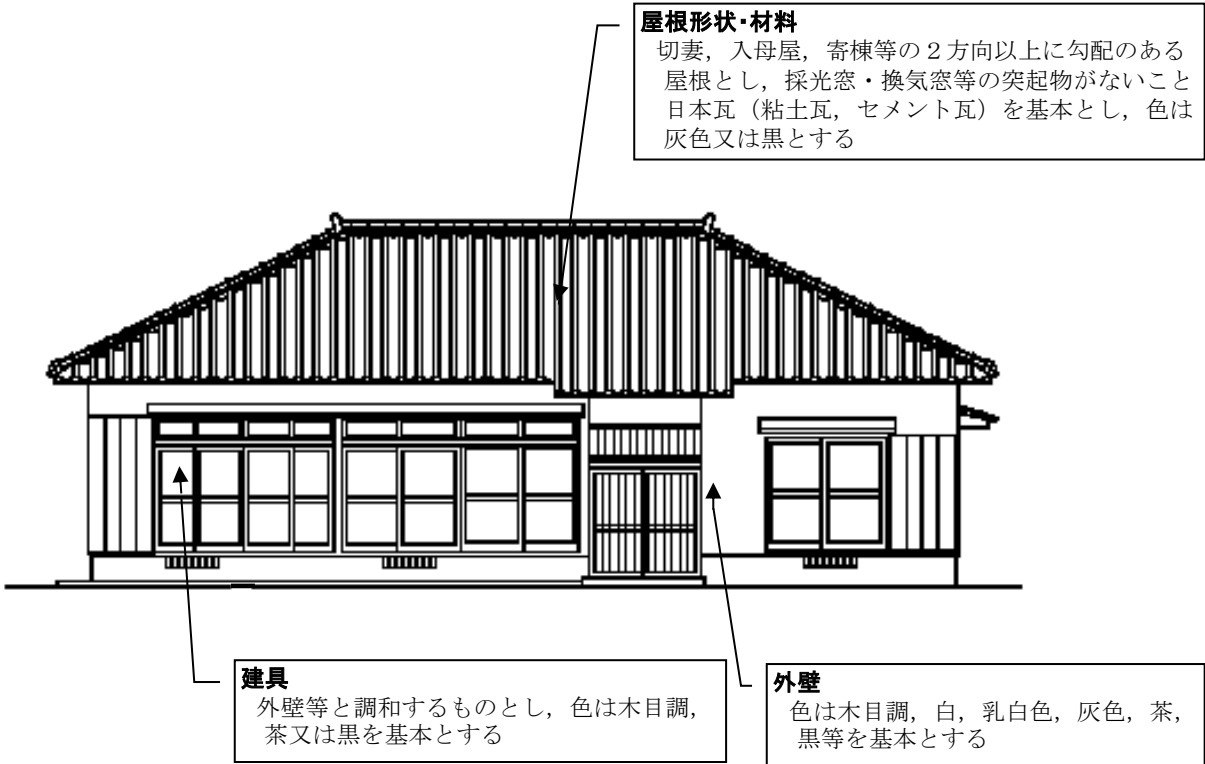 屋根形状・材料
切妻，入母屋，寄棟等の２方向以上に勾配のある
屋根とし，採光窓・換気窓等の突起物がないこと
日本瓦（粘土瓦，セメント瓦）を基本とし，色は
灰色又は黒とする
建具
外壁等と調和するものとし，色は木目調，
茶又は黒を基本とする
外壁
色は木目調，白，乳白色，灰色，茶，
黒等を基本とする